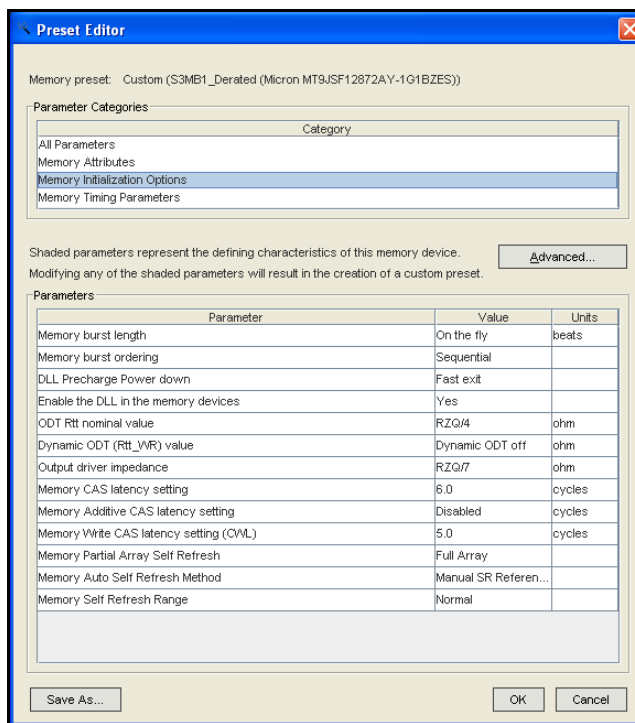 Preset Editor
Memory preset: Custom (S3MB1_Derated (Micron MT9JSF12872AY-1G1BZES))
Parameter Categories
Category
All Parameters
Memory Attributes
Memory Initialization Options
Memory Timing Parameters
Shaded parameters represent the defining characteristics of this memory device.
Modifying any of the shaded parameters will result in the creation of a custom preset.
Advanced...
Parameters
Parameter Value Units
Memory burst length On the fly beats
Memory burst ordering Sequential
DLL Precharge Power down Fast exit
Enable the DLL in the memory devices Yes
ODT Rtt nominal value RZQ/4 ohm
Dynamic ODT (Rtt_WR) value Dynamic ODT off ohm
Output driver impedance RZQ/7 ohm
Memory CAS latency setting 6.0 cycles
Memory Additive CAS latency setting Disabled cycles
Memory Write CAS latency setting (CWL) 5.0 cycles
Memory Partial Array Self Refresh Full Array
Memory Auto Self Refresh Method Manual SR Referen...
Memory Self Refresh Range Normal
Save As... OK Cancel